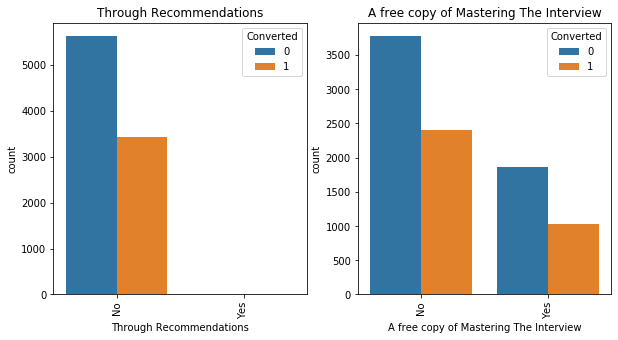 Through Recommendations
Converted
0
1
5000
4000
3000
2000
1000
0
count
No
Yes
Through Recommendations
A free copy of Mastering The Interview
Converted
0
1
3500
3000
2500
2000
1500
1000
500
0
count
No
Yes
A free copy of Mastering The Interview